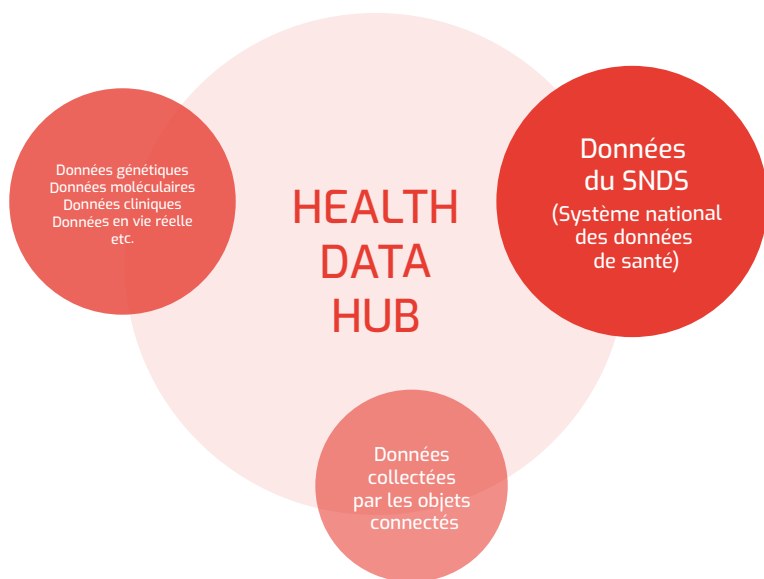 Données génétiques
Données moléculaires
Données cliniques
Données en vie réelle
etc.
HEALTH
DATA
HUB
Données
du SNDS
(Système national
des données
de santé)
Données
collectées
par les objets
connectés